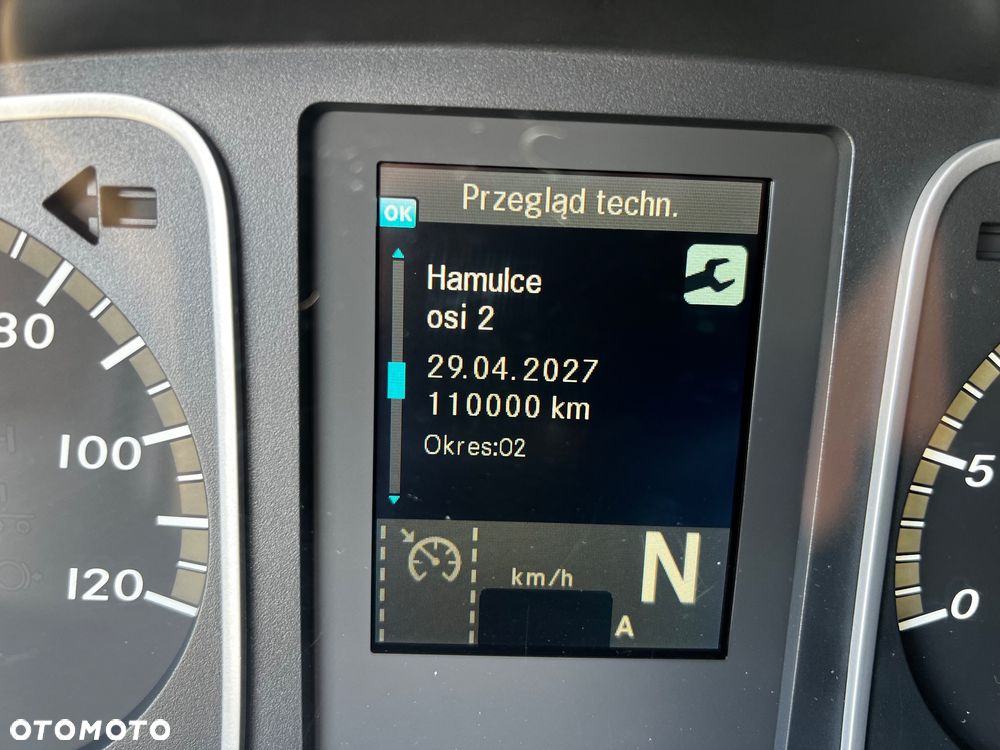 Przegląd techn.
OK
Hamulce
osi 2
29.04.2027
110000 km
Okres:02
km/h
N
A
80
100
120
5
0
OTOMOTO